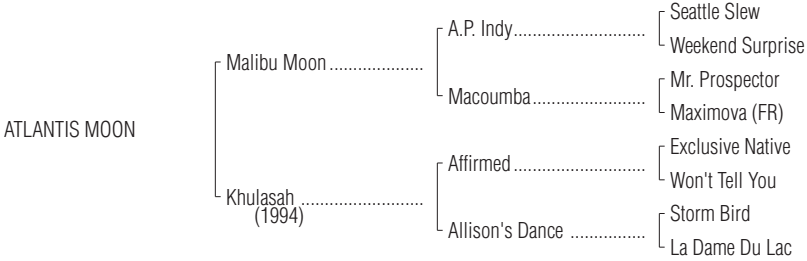 Seattle Slew
A.P. Indy..............................
Weekend Surprise
Malibu Moon .....................
Mr. Prospector
Macoumba..........................
Maximova (FR)
ATLANTIS MOON
Exclusive Native
Affirmed ..............................
Won't Tell You
Khulasah ............................
(1994)
Storm Bird
Allison's Dance .................
La Dame Du Lac